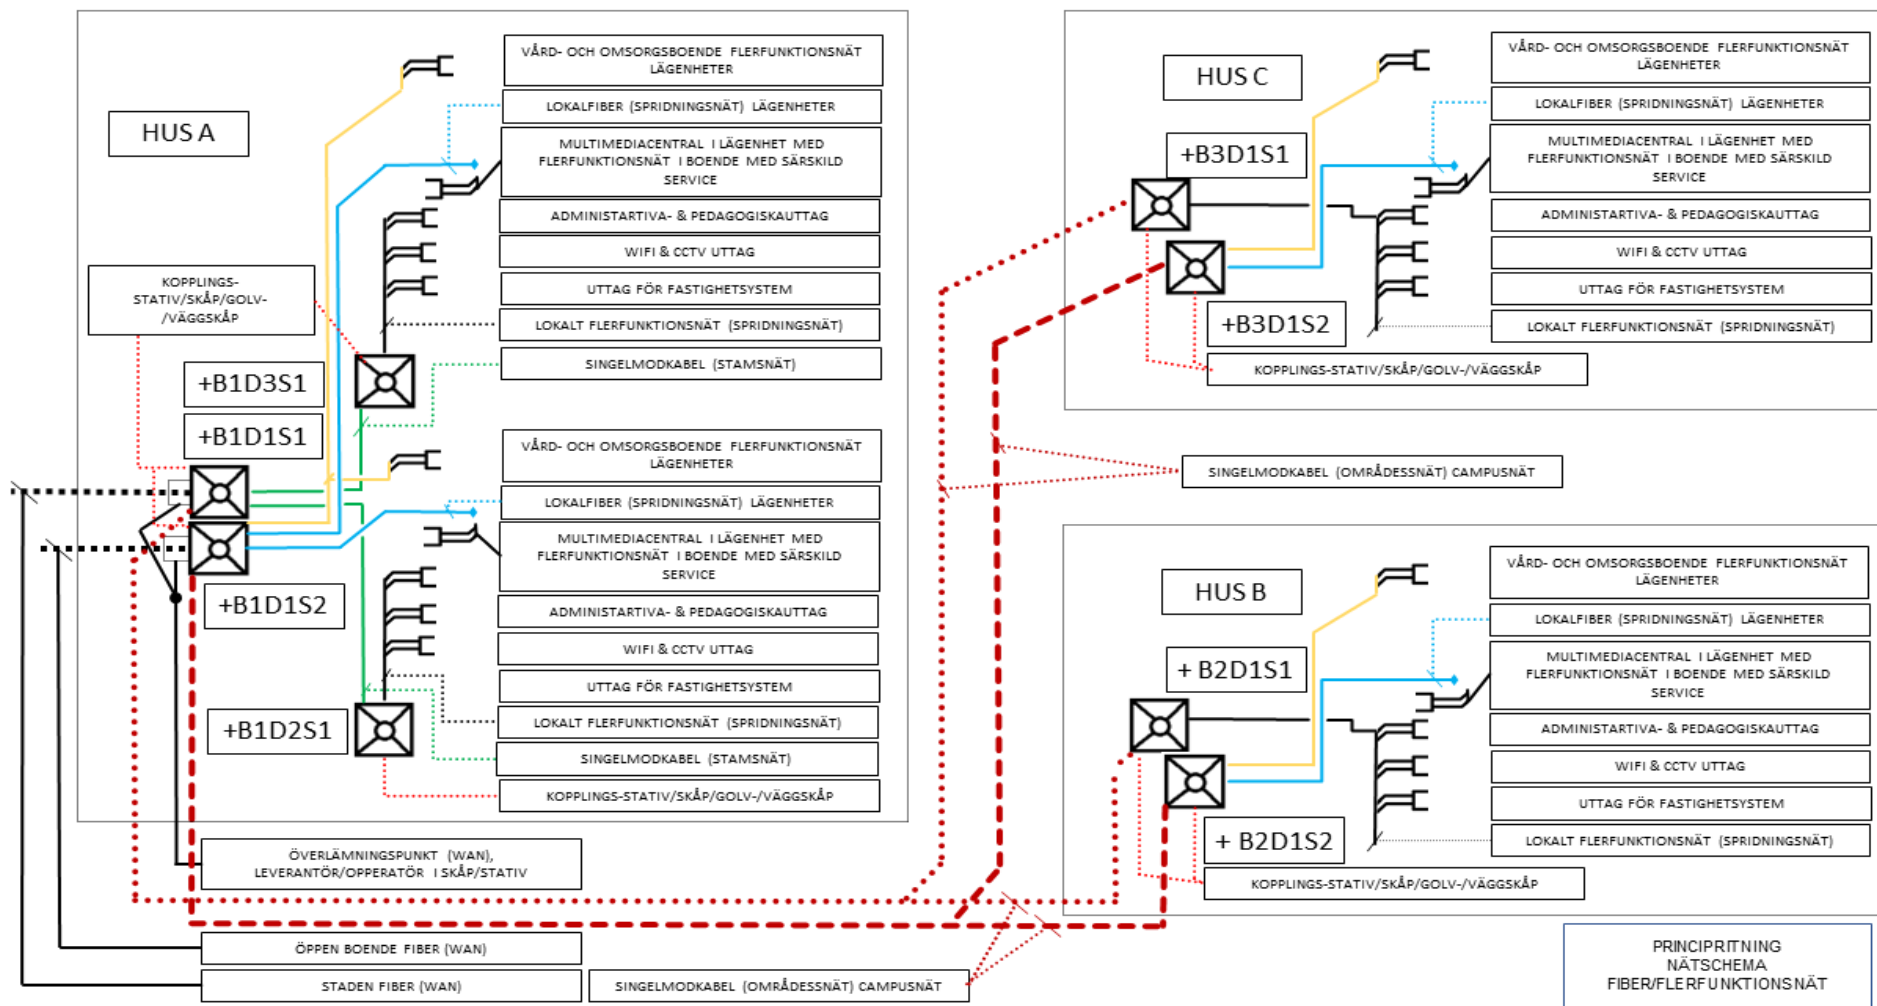 HUS A
VÅRD- OCH OMSORGSBOENDE FLERFUNKTIONSNÄT
LÄGENHETER
LOKALFIBER (SPRIDNINGSNÄT) LÄGENHETER
MULTIMEDIACENTRAL I LÄGENHET MED
FLERFUNKTIONSNÄT I BOENDE MED SÄRSKILD
SERVICE
ADMINISTARTIVA- & PEDAGOGISKAUTTAG
WIFI & CCTV UTTAG
UTTAG FÖR FASTIGHETSYSTEM
LOKALT FLERFUNKTIONSNÄT (SPRIDNINGSNÄT)
SINGELMODKABEL (STAMSNÄT)
KOPPLINGS-
STATIV/SKÅP/GOLV-
/VÄGGSKÅP
+B1D3S1
+B1D1S1
+B1D1S2
+B1D2S1
VÅRD- OCH OMSORGSBOENDE FLERFUNKTIONSNÄT
LÄGENHETER
LOKALFIBER (SPRIDNINGSNÄT) LÄGENHETER
MULTIMEDIACENTRAL I LÄGENHET MED
FLERFUNKTIONSNÄT I BOENDE MED SÄRSKILD
SERVICE
ADMINISTARTIVA- & PEDAGOGISKAUTTAG
WIFI & CCTV UTTAG
UTTAG FÖR FASTIGHETSYSTEM
LOKALT FLERFUNKTIONSNÄT (SPRIDNINGSNÄT)
SINGELMODKABEL (STAMSNÄT)
KOPPLINGS-STATIV/SKÅP/GOLV-/VÄGGSKÅP
ÖVERLÄMNINGSPUNKT (WAN),
LEVERANTÖR/OPPERATÖR I SKÅP/STATIV
ÖPPEN BOENDE FIBER (WAN)
STADEN FIBER (WAN)
SINGELMODKABEL (OMRÅDESSNÄT) CAMPUSNÄT
HUS C
+B3D1S1
+B3D1S2
VÅRD- OCH OMSORGSBOENDE FLERFUNKTIONSNÄT
LÄGENHETER
LOKALFIBER (SPRIDNINGSNÄT) LÄGENHETER
MULTIMEDIACENTRAL I LÄGENHET MED
FLERFUNKTIONSNÄT I BOENDE MED SÄRSKILD
SERVICE
ADMINISTARTIVA- & PEDAGOGISKAUTTAG
WIFI & CCTV UTTAG
UTTAG FÖR FASTIGHETSYSTEM
LOKALT FLERFUNKTIONSNÄT (SPRIDNINGSNÄT)
KOPPLINGS-STATIV/SKÅP/GOLV-/VÄGGSKÅP
SINGELMODKABEL (OMRÅDESSNÄT) CAMPUSNÄT
HUS B
+ B2D1S1
+ B2D1S2
VÅRD- OCH OMSORGSBOENDE FLERFUNKTIONSNÄT
LÄGENHETER
LOKALFIBER (SPRIDNINGSNÄT) LÄGENHETER
MULTIMEDIACENTRAL I LÄGENHET MED
FLERFUNKTIONSNÄT I BOENDE MED SÄRSKILD
SERVICE
ADMINISTARTIVA- & PEDAGOGISKAUTTAG
WIFI & CCTV UTTAG
UTTAG FÖR FASTIGHETSYSTEM
LOKALT FLERFUNKTIONSNÄT (SPRIDNINGSNÄT)
KOPPLINGS-STATIV/SKÅP/GOLV-/VÄGGSKÅP
PRINCIPRITNING
NÄTSCHEMA
FIBER/FLERFUNKTIONSNÄT